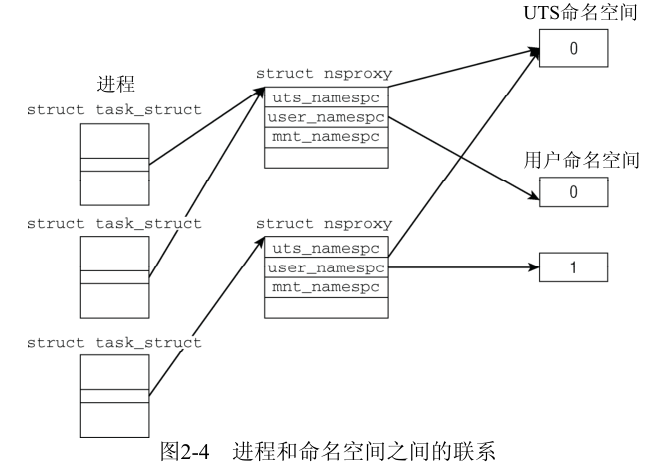 UTS命名空间
0
进程
struct nsproxy
struct task_struct
uts_namespc
user_namespc
mnt_namespc
用户命名空间
0
struct task_struct
struct nsproxy
uts_namespc
user_namespc
mnt_namespc
1
struct task_struct
图2-4 进程和命名空间之间的联系